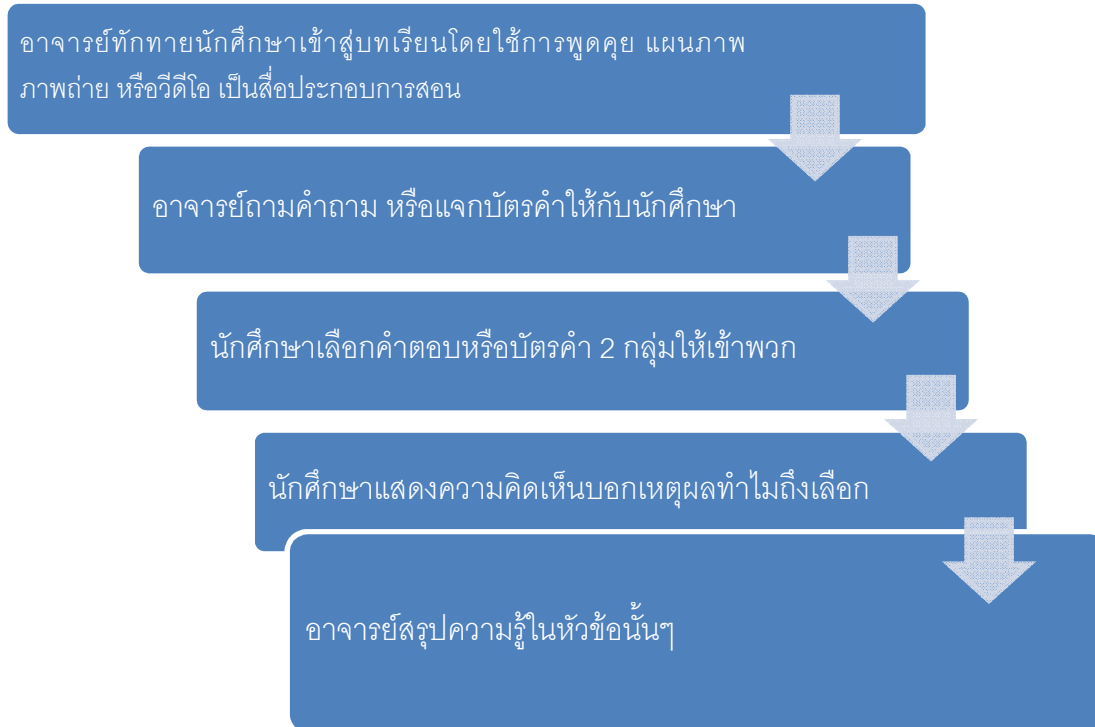 อาจารย์ทักทายนักศึกษาเข้าสู่บทเรียนโดยใช้การพูดคุย แผนภาพ
ภาพถ่าย หรือวีดีโอ เป็นสื่อประกอบการสอน
อาจารย์ถามคำถาม หรือแจกบัตรคำให้กับนักศึกษา
นักศึกษาเลือกคำตอบหรือบัตรคำ 2 กลุ่มให้เข้าพวก
นักศึกษาแสดงความคิดเห็นบอกเหตุผลทำไมถึงเลือก
อาจารย์สรุปความรู้ในหัวข้อนั้นๆ